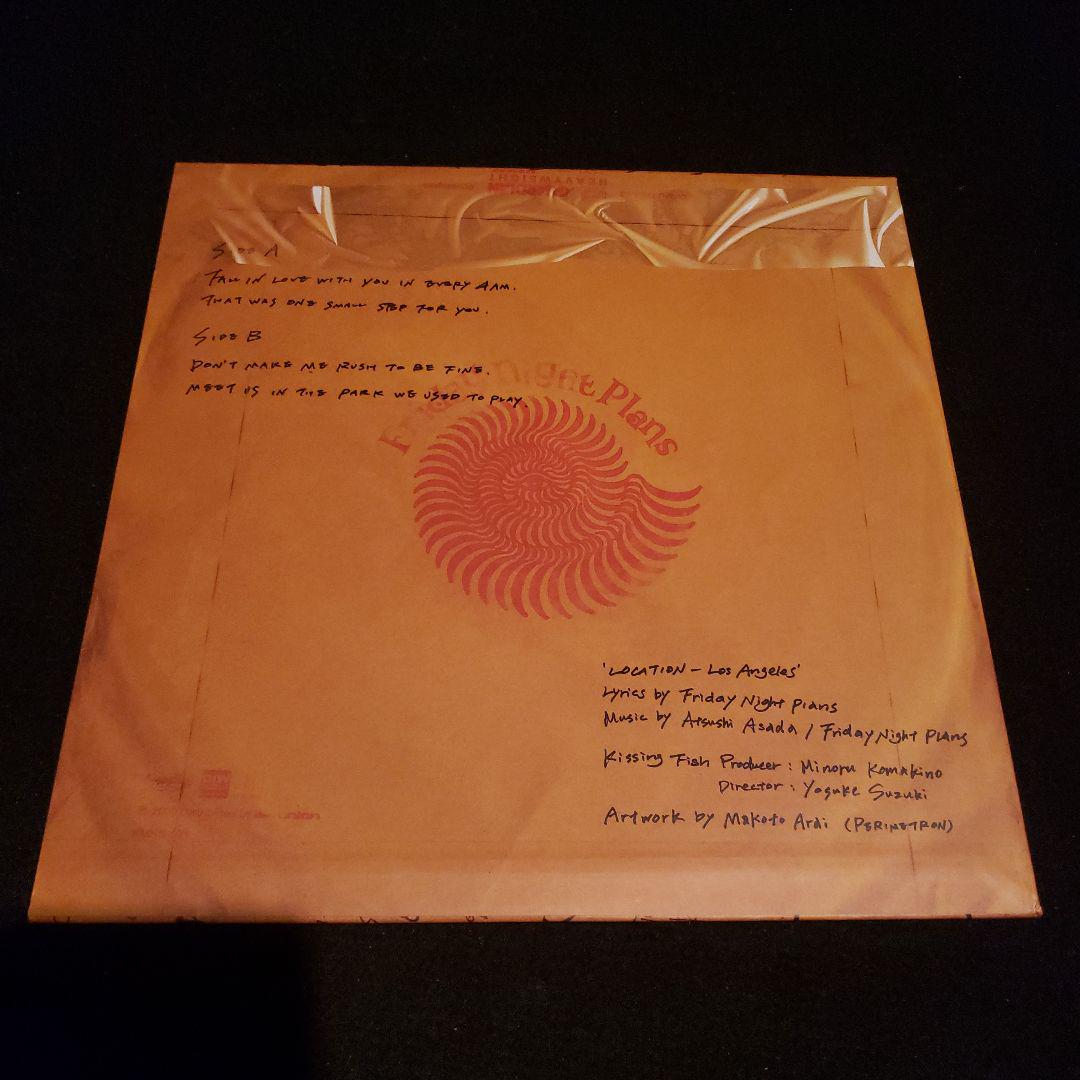 HEAVYWEIGHT
Side A
Fall in love with you in every 4am.
That was one small step for you.
Side B
Don't make me rush to be fine.
Meet us in the park we used to play.
Friday Night Plans
'LOCATION – Los Angeles'
Lyrics by Friday Night Plans
Music by Atsushi Asada / Friday Night Plans
Kissing Fish Producer : Minoru Komakino
Director : Yosuke Suzuki
Artwork by Makoto Arai (PERIMETRON)